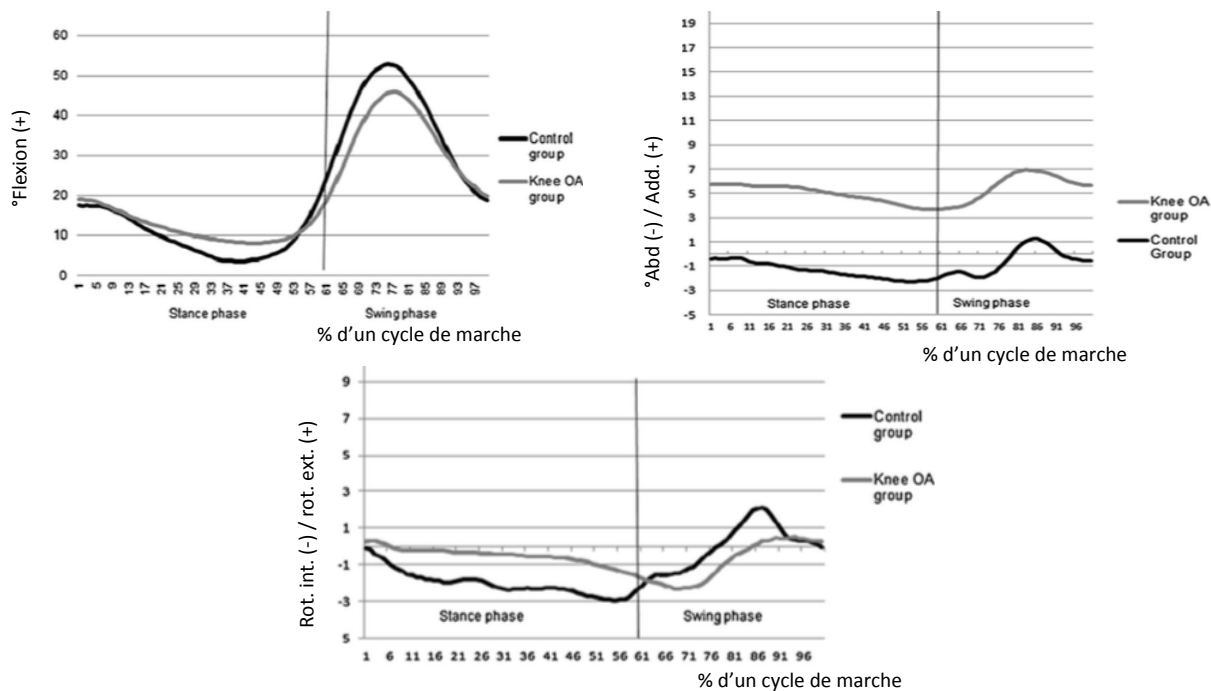 °Flexion (+)
60
50
40
30
20
10
0
1 5 9 13 17 21 25 29 33 37 41 45 49 53 57 61 65 69 73 77 81 85 89 93 97
Stance phase Swing phase
% d'un cycle de marche
Control
group
Knee OA
group
°Abd (-) / Add. (+)
19
17
15
13
11
9
7
5
3
1
-1
-3
-5
1 6 11 16 21 26 31 36 41 46 51 56 61 66 71 76 81 86 91 96
Stance phase Swing phase
% d'un cycle de marche
Knee OA
group
Control
Group
Rot. int. (-) / rot. ext. (+)
9
7
5
3
1
-1
-3
5
Stance phase Swing phase
1 6 11 16 21 26 31 36 41 46 51 56 61 66 71 76 81 86 91 96
% d'un cycle de marche
Control
group
Knee OA
group